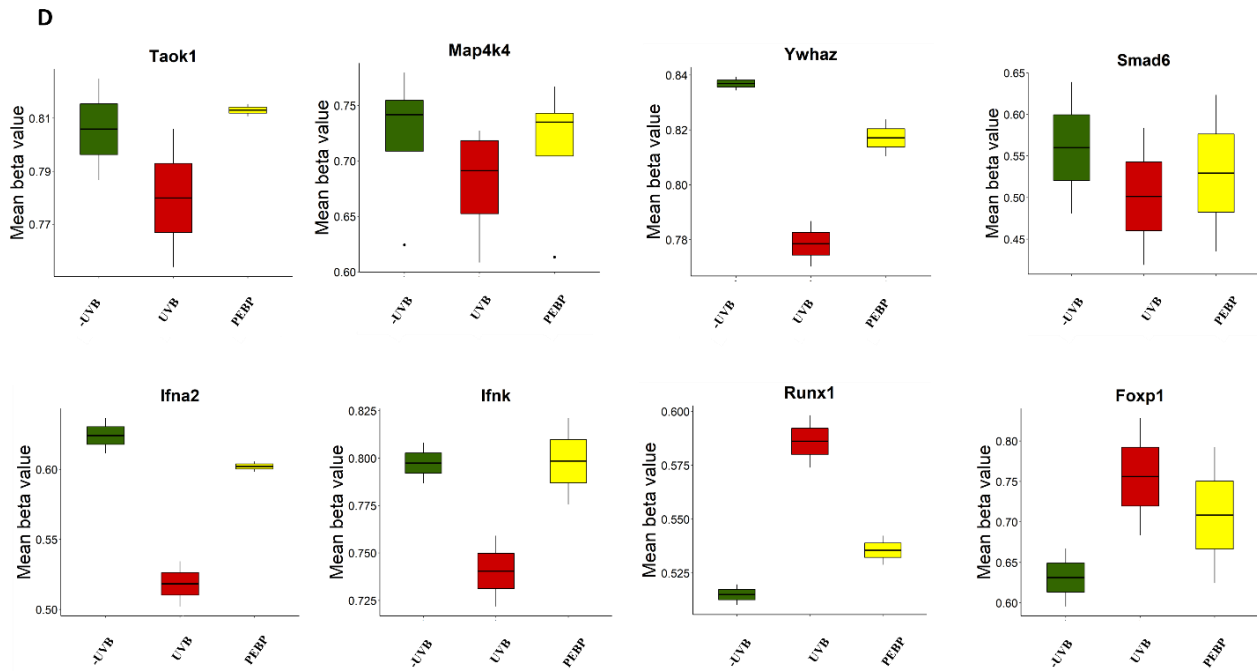 D
Taok1
Mean beta value
0.81
0.79
0.77
-UVB
UVB
PEBP
Map4k4
Mean beta value
0.75
0.70
0.65
0.60
-UVB
UVB
PEBP
Ywhaz
Mean beta value
0.84
0.82
0.80
0.78
-UVB
UVB
PEBP
Smad6
Mean beta value
0.65
0.60
0.55
0.50
0.45
-UVB
UVB
PEBP
Ifna2
Mean beta value
0.60
0.55
0.50
-UVB
UVB
PEBP
Ifnk
Mean beta value
0.825
0.800
0.775
0.750
0.725
-UVB
UVB
PEBP
Runx1
Mean beta value
0.600
0.575
0.550
0.525
-UVB
UVB
PEBP
Foxp1
Mean beta value
0.80
0.75
0.70
0.65
0.60
-UVB
UVB
PEBP